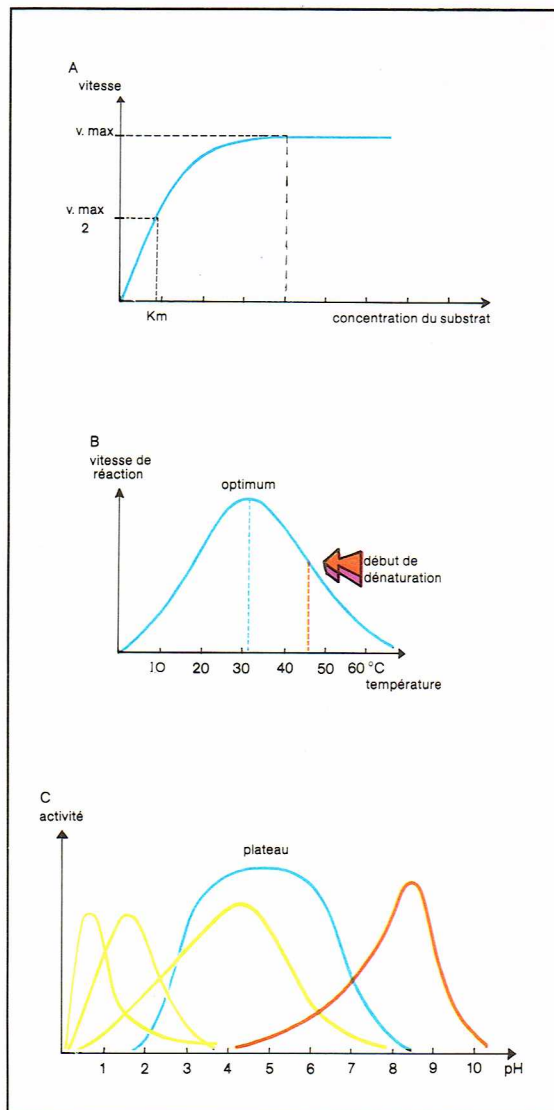 A
vitesse
v. max
v. max
2
Km
concentration du substrat
B
vitesse de
réaction
optimum
début de
dénaturation
10 20 30 40 50 60 °C
température
C
activité
plateau
1 2 3 4 5 6 7 8 9 10 pH